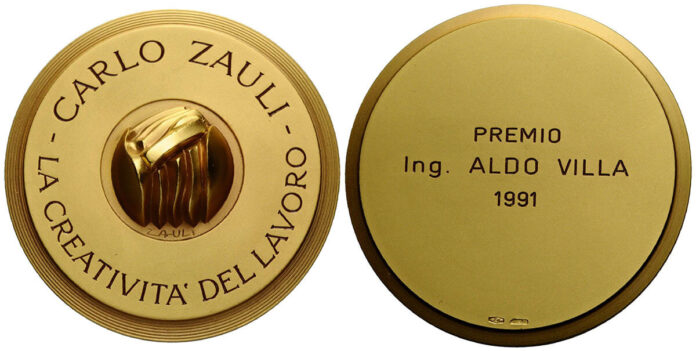 - CARLO ZAULI -
LA CREATIVITA' DEL LAVORO
ZAULI
PREMIO
Ing. ALDO VILLA
1991